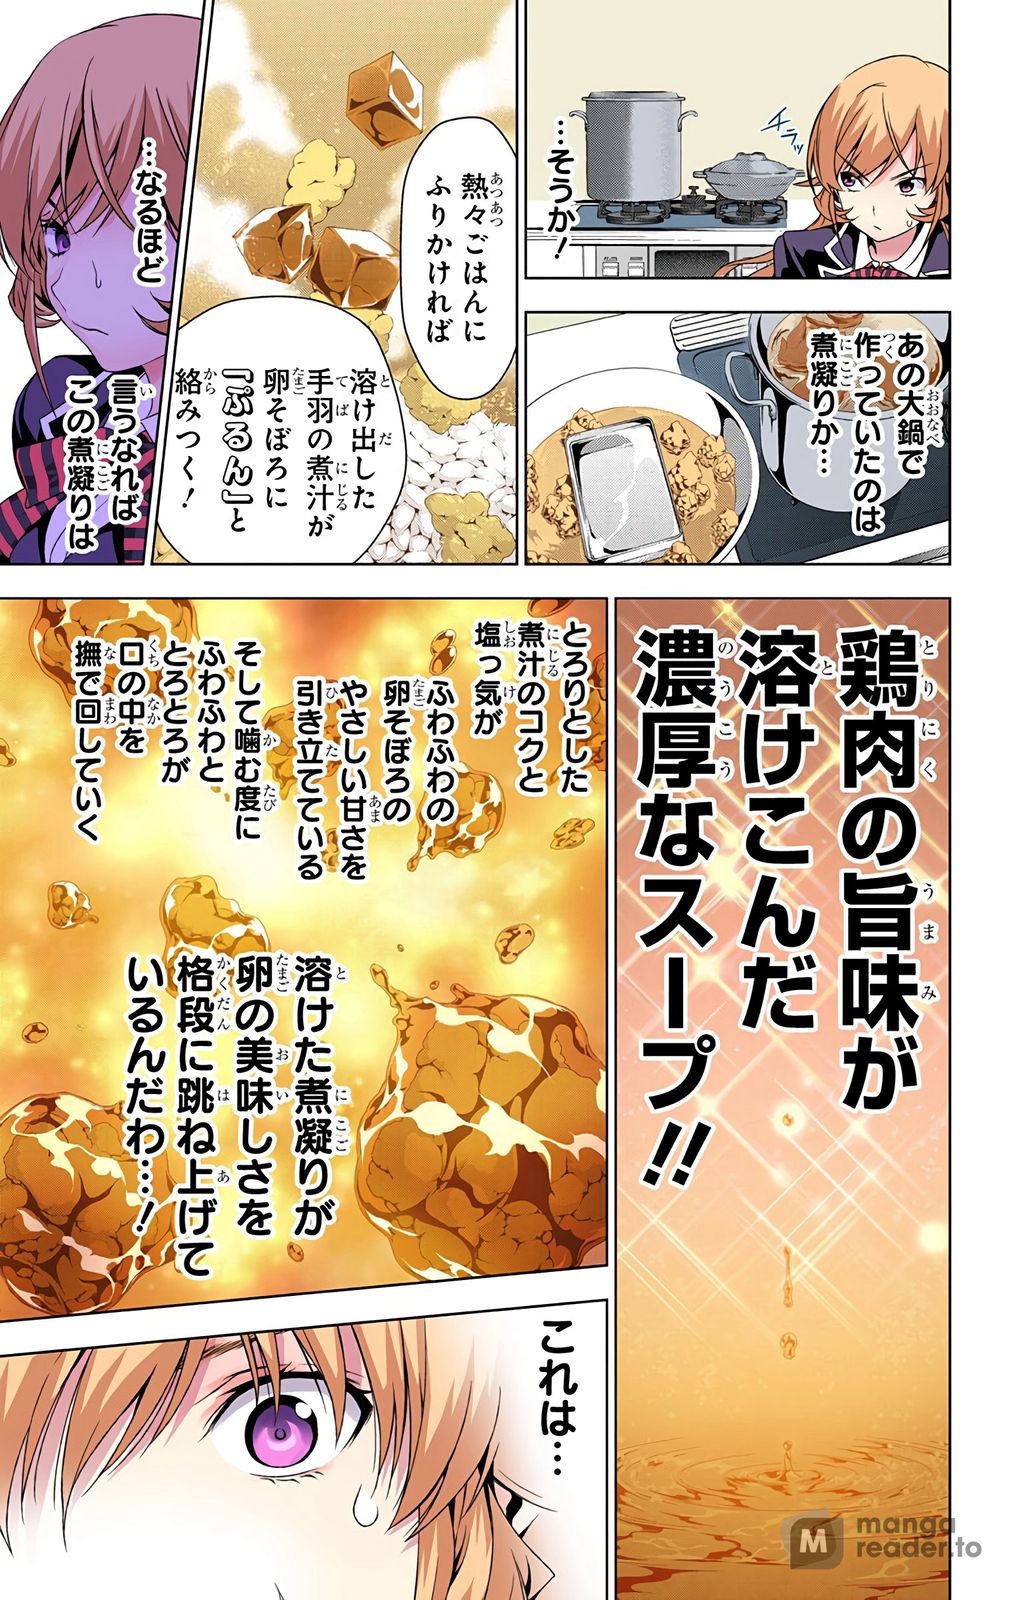 チラッ
…そうか！
あの大鍋で
作っていたのは
煮凝りか…
熱々ごはんに
ふりかければ
溶け出した
手羽の煮汁が
卵そぼろに
『ぷるん』と
絡みつく！
…なるほど
言うなれば
この煮凝りは
鶏肉の旨味が
溶けこんだ
濃厚なスープ!!
とろりとした
煮汁のコクと
塩っ気が
ふわふわの
卵そぼろの
やさしい甘さを
引き立てている
そして噛む度に
ふわふわと
とろとろが
口の中を
撫で回していく
溶けた煮凝りが
卵の美味しさを
格段に跳ね上げて
いるんだわ…！
これは…
M
manga
reader.to